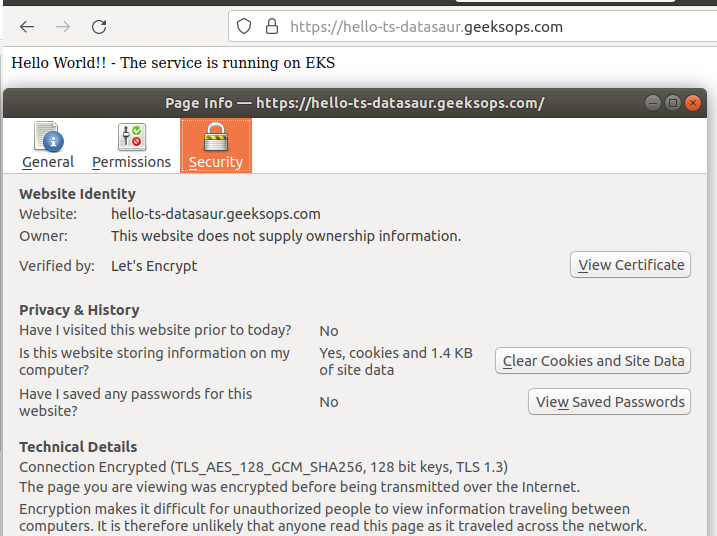 https://hello-ts-datasaur.geeksops.com
Hello World!! - The service is running on EKS
Page Info — https://hello-ts-datasaur.geeksops.com/
General Permissions Security
Website Identity
Website: hello-ts-datasaur.geeksops.com
Owner: This website does not supply ownership information.
Verified by: Let's Encrypt View Certificate
Privacy & History
Have I visited this website prior to today? No
Is this website storing information on my Yes, cookies and 1.4 KB Clear Cookies and Site Data
computer? of site data
Have I saved any passwords for this No View Saved Passwords
website?
Technical Details
Connection Encrypted (TLS_AES_128_GCM_SHA256, 128 bit keys, TLS 1.3)
The page you are viewing was encrypted before being transmitted over the Internet.
Encryption makes it difficult for unauthorized people to view information traveling between
computers. It is therefore unlikely that anyone read this page as it traveled across the network.